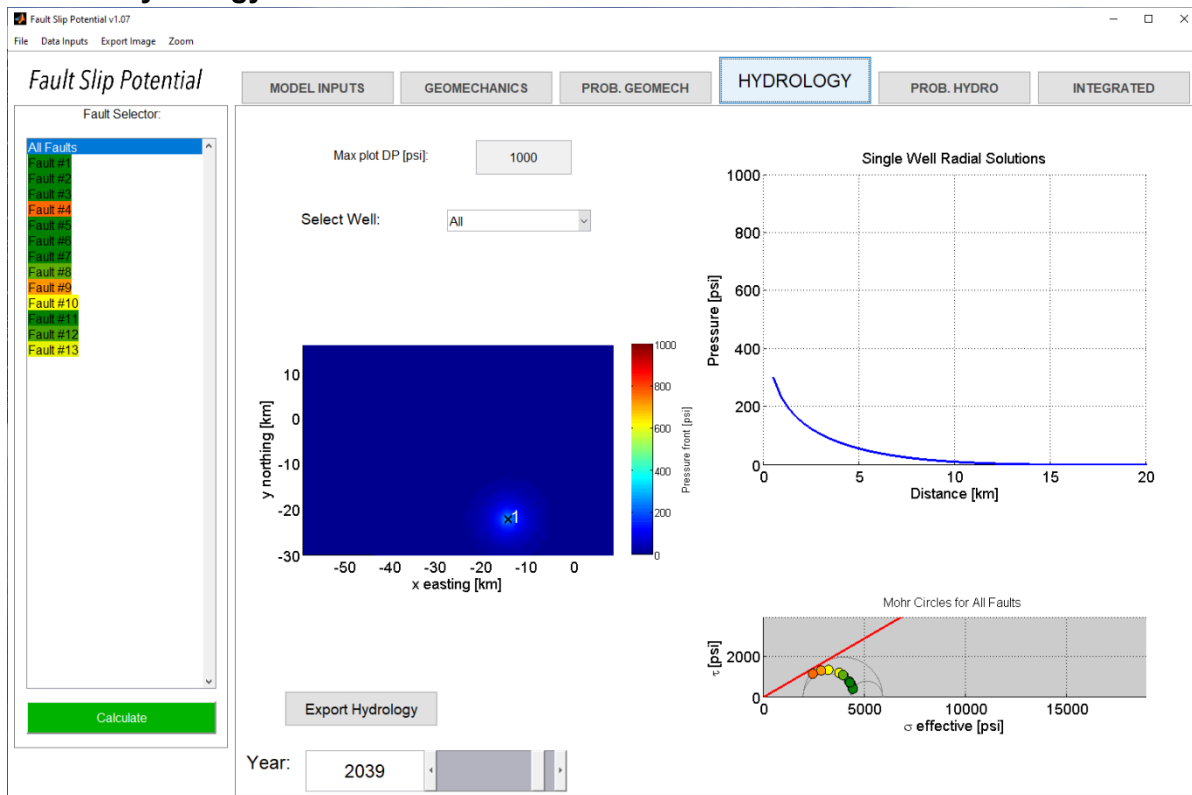 Fault Slip Potential v1.07
File Data Inputs Export Image Zoom
Fault Slip Potential
MODEL INPUTS GEOMECHANICS PROB. GEOMECH HYDROLOGY PROB. HYDRO INTEGRATED
Fault Selector:
All Faults
Fault #1
Fault #2
Fault #3
Fault #4
Fault #5
Fault #6
Fault #7
Fault #8
Fault #9
Fault #10
Fault #11
Fault #12
Fault #13
Calculate
Max plot DP [psi]: 1000
Select Well: All
10
0
-10
-20
-30
y northing [km]
1
-50 -40 -30 -20 -10 0
x easting [km]
1000
800
600
400
200
0
Pressure front [psi]
Export Hydrology
Year: 2039
Single Well Radial Solutions
1000
800
600
400
200
0
Pressure [psi]
0 5 10 15 20
Distance [km]
Mohr Circles for All Faults
2000
0
τ [psi]
0 5000 10000 15000
σ effective [psi]